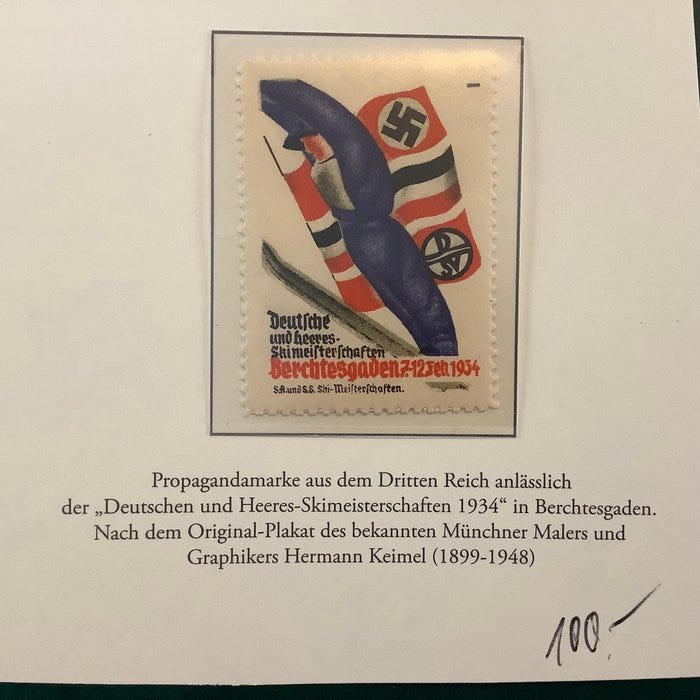 DSV
Deutsche
und Heeres-
Skimeisterschaften
Berchtesgaden 7-12. Feb. 1934
S.A. und S.S. Ski-Meisterschaften.
Propagandamarke aus dem Dritten Reich anlässlich
der „Deutschen und Heeres-Skimeisterschaften 1934“ in Berchtesgaden.
Nach dem Original-Plakat des bekannten Münchner Malers und
Graphikers Hermann Keimel (1899-1948)
100.-